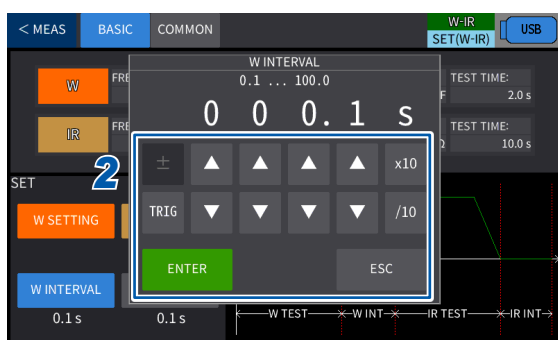 < MEAS BASIC COMMON W-IR USB
SET(W-IR)
W INTERVAL
0.1 ... 100.0
W FRE F TEST TIME:
2.0 s
0 0 0. 1 s
IR FRE Ω TEST TIME:
10.0 s
± x10
2
SET
TRIG /10
W SETTING
ENTER ESC
W INTERVAL
0.1 s 0.1 s
W TEST W INT IR TEST IR INT